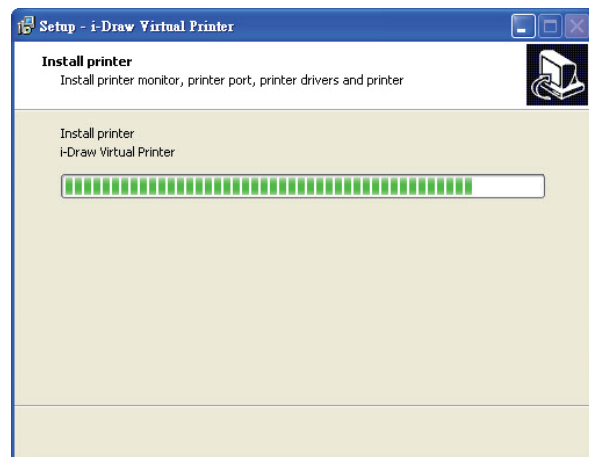 Setup - i-Draw Virtual Printer
Install printer
Install printer monitor, printer port, printer drivers and printer
Install printer
i-Draw Virtual Printer